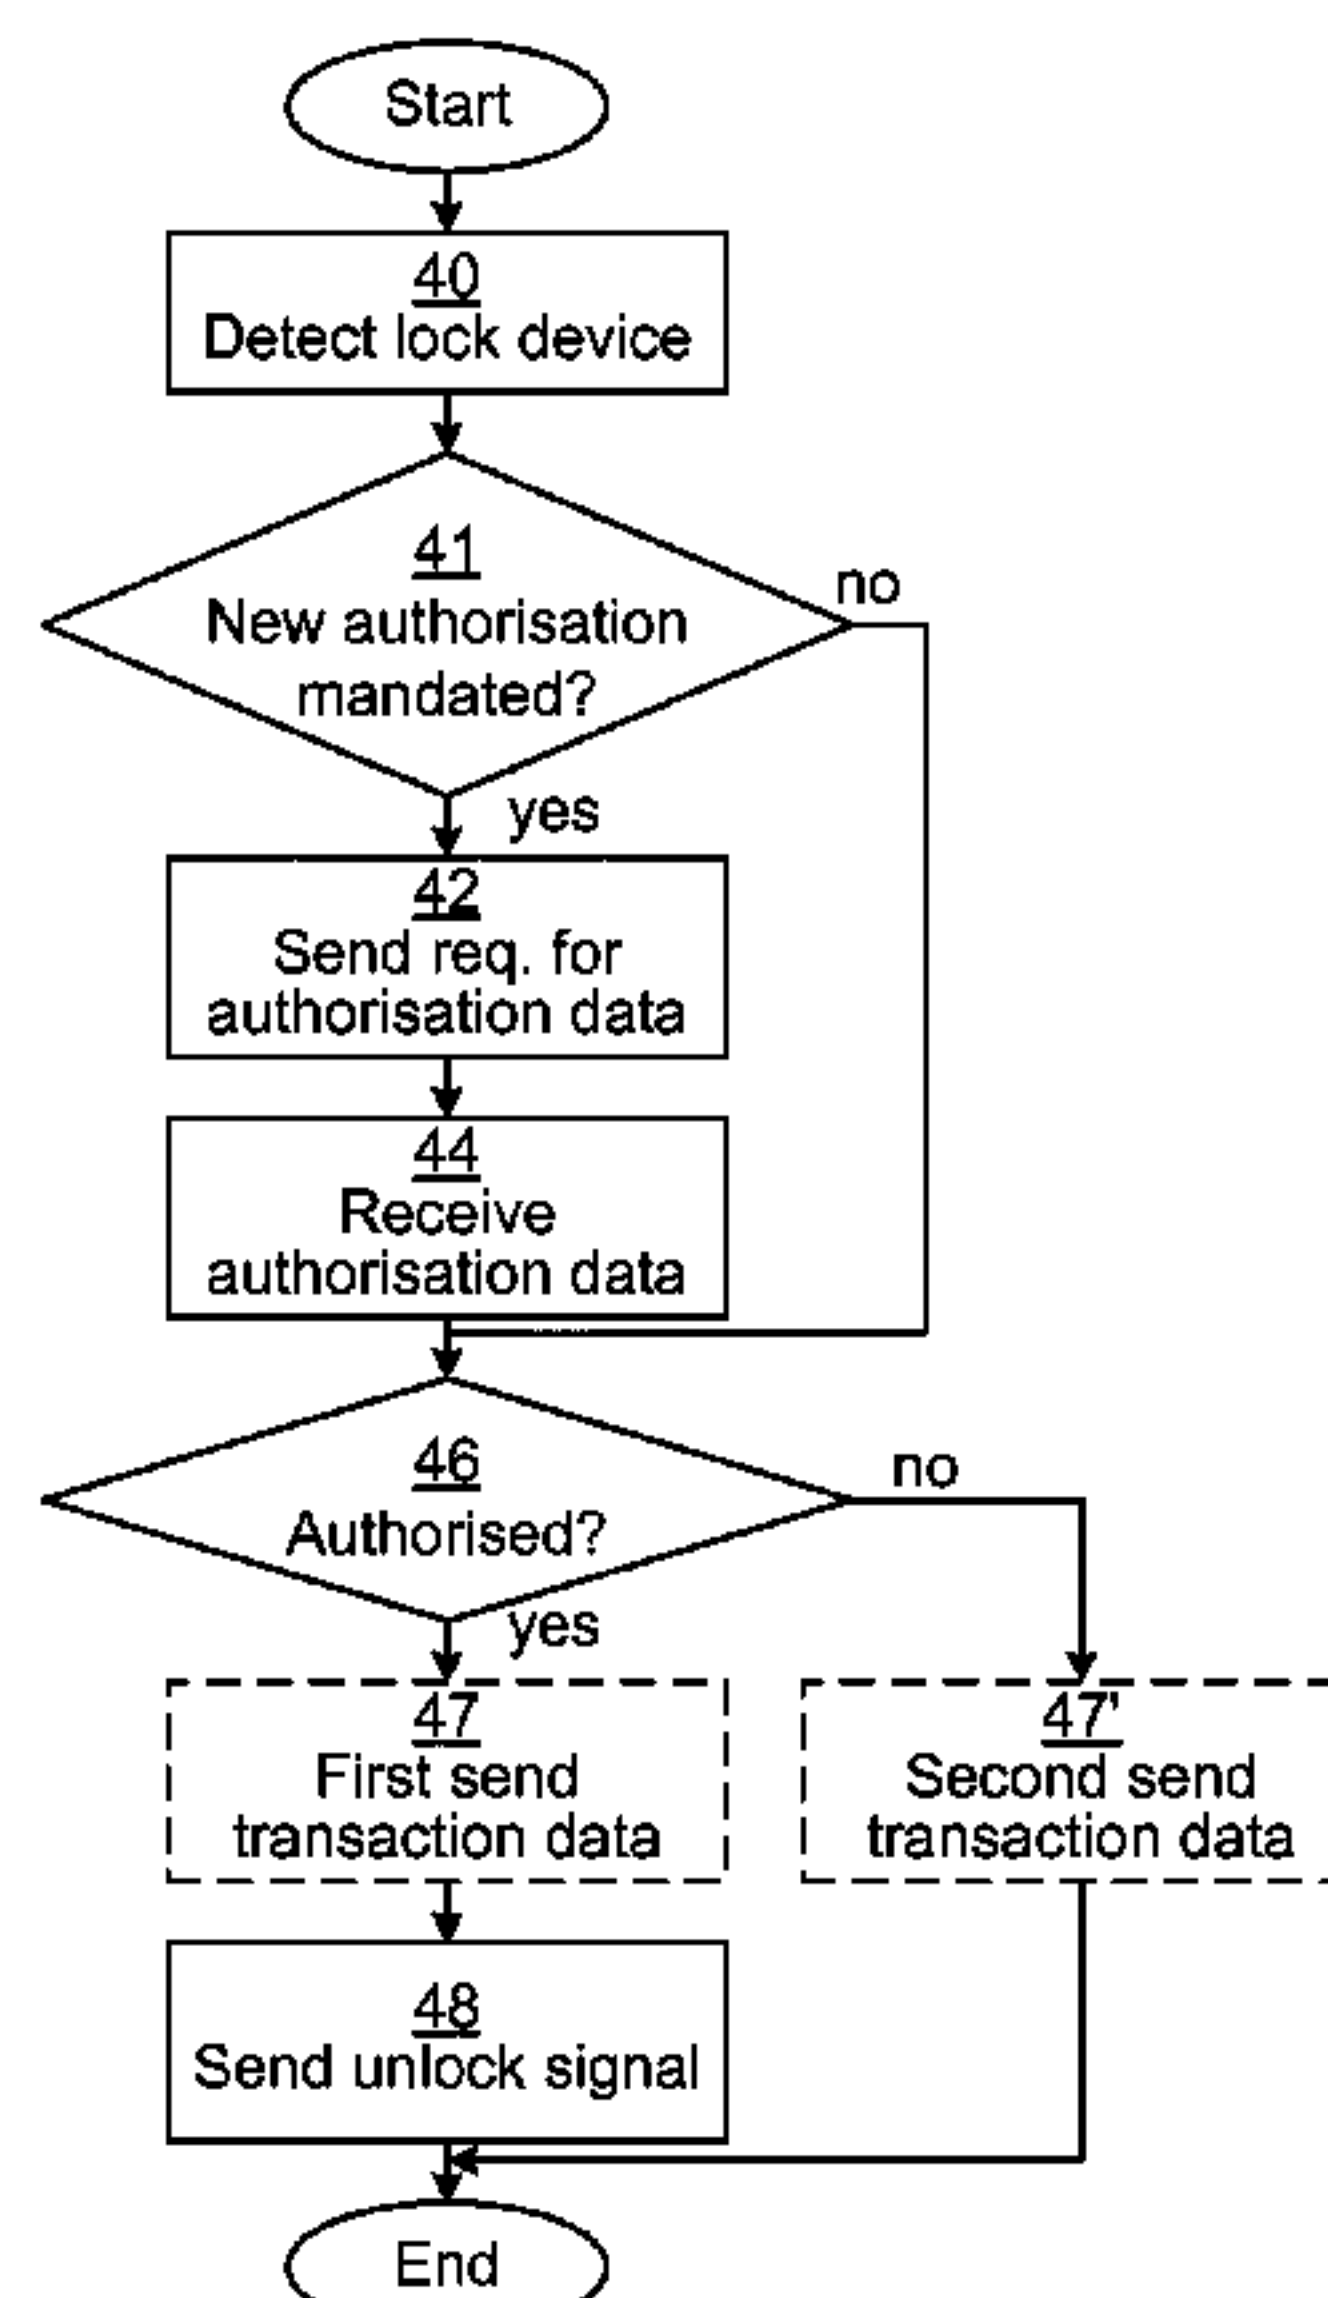 Start
40
Detect lock device
41
New authorisation
mandated?
no
yes
42
Send req. for
authorisation data
44
Receive
authorisation data
46
Authorised?
no
yes
47
First send
transaction data
47'
Second send
transaction data
48
Send unlock signal
End